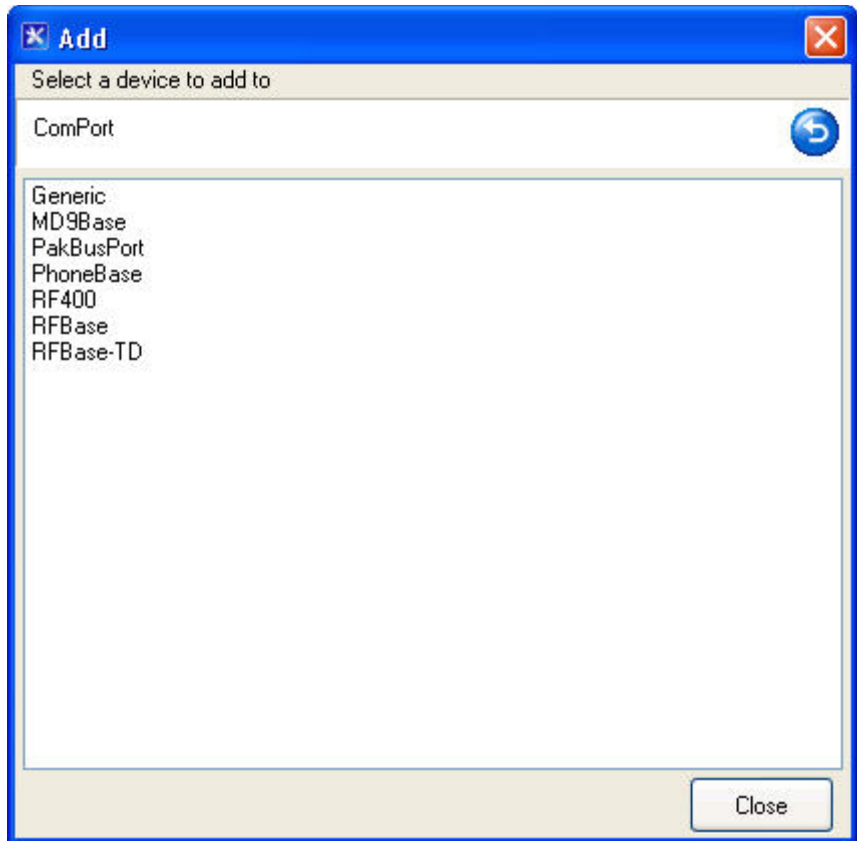 Add
Select a device to add to
ComPort
Generic
MD9Base
PakBusPort
PhoneBase
RF400
RFBase
RFBase-TD
Close